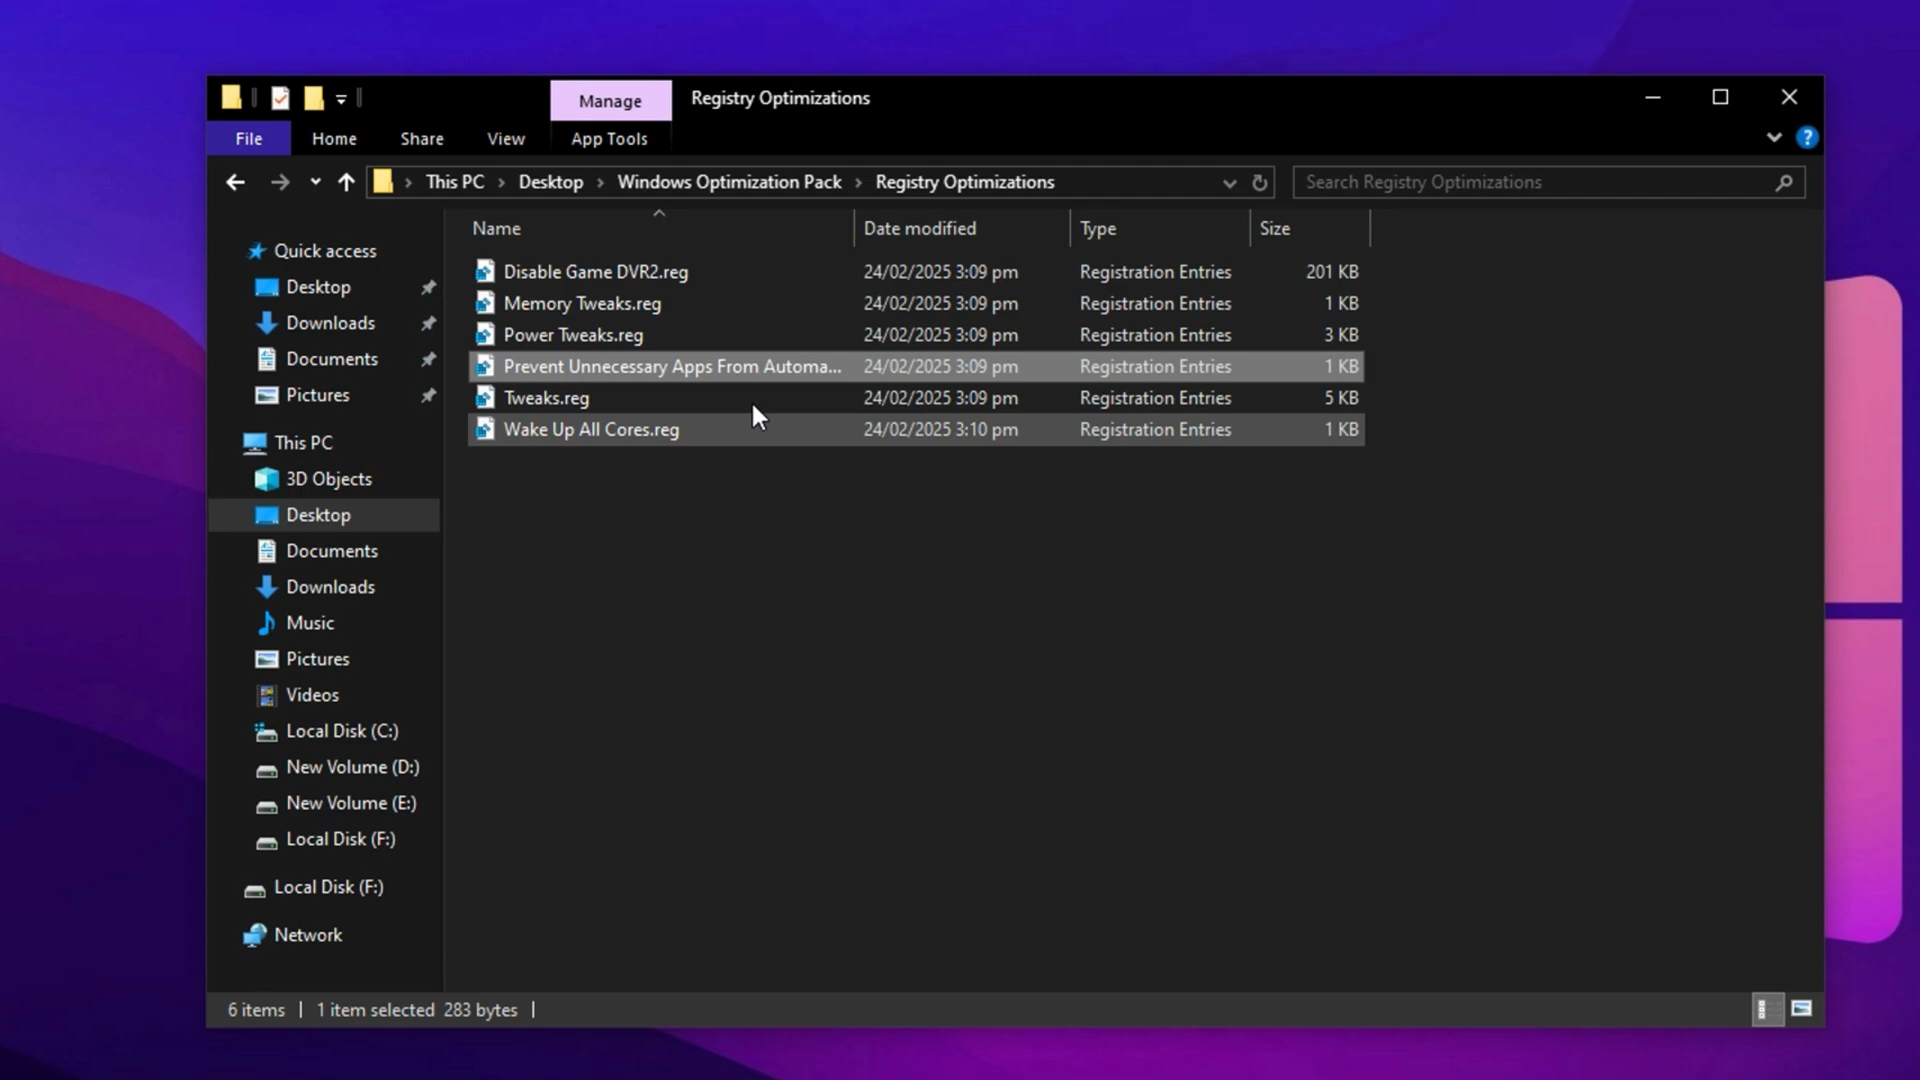 Manage
Registry Optimizations
File
Home
Share
View
App Tools
?
This PC
Desktop
Windows Optimization Pack
Registry Optimizations
Search Registry Optimizations
Name
Date modified
Type
Size
Quick access
Desktop
Downloads
Documents
Pictures
This PC
3D Objects
Desktop
Documents
Downloads
Music
Pictures
Videos
Local Disk (C:)
New Volume (D:)
New Volume (E:)
Local Disk (F:)
Local Disk (F:)
Network
Disable Game DVR2.reg 24/02/2025 3:09 pm Registration Entries 201 KB
Memory Tweaks.reg 24/02/2025 3:09 pm Registration Entries 1 KB
Power Tweaks.reg 24/02/2025 3:09 pm Registration Entries 3 KB
Prevent Unnecessary Apps From Automa... 24/02/2025 3:09 pm Registration Entries 1 KB
Tweaks.reg 24/02/2025 3:09 pm Registration Entries 5 KB
Wake Up All Cores.reg 24/02/2025 3:10 pm Registration Entries 1 KB
6 items
1 item selected 283 bytes